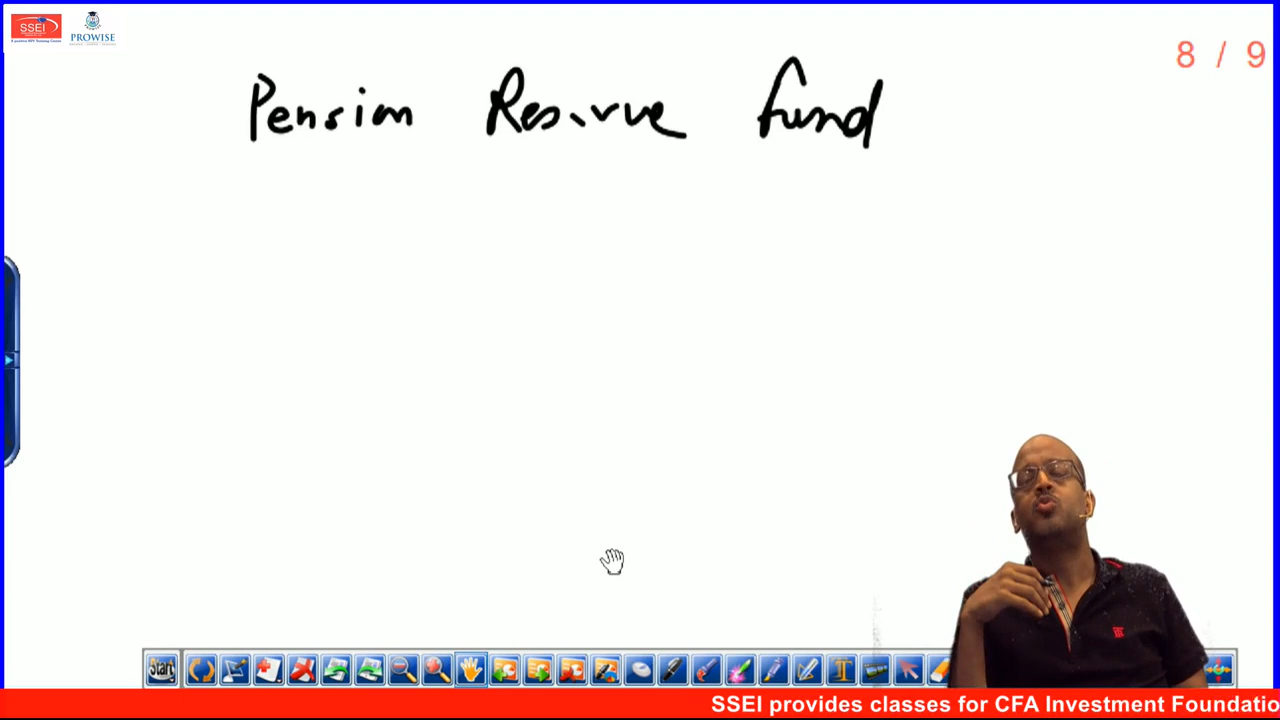 SSEI
PROWISE
8 / 9
Pension Reserve Fund
Start
SSEI provides classes for CFA Investment Foundatio